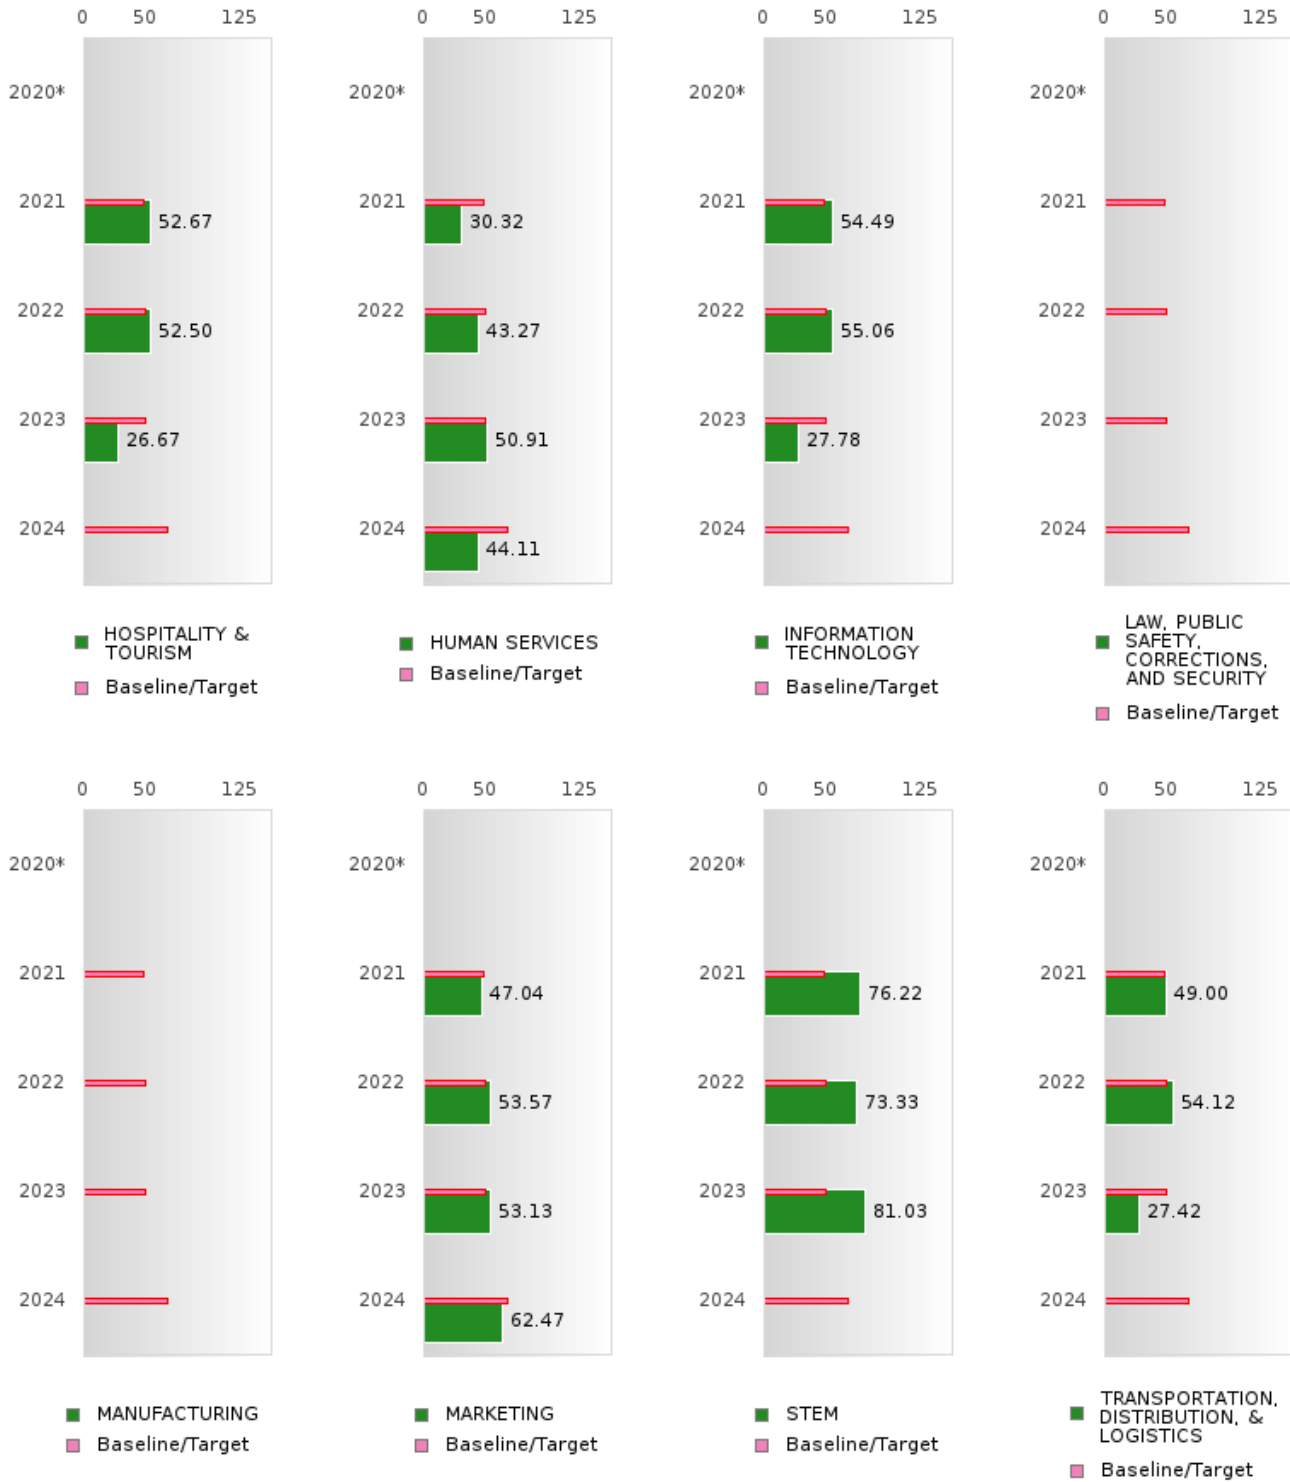 0 50 125
0 50 125
0 50 125
0 50 125
2020*
2020*
2020*
2020*
2021
52.67
2021
30.32
2021
54.49
2021
2022
52.50
2022
43.27
2022
55.06
2022
2023
26.67
2023
50.91
2023
27.78
2023
2024
2024
44.11
2024
2024
HOSPITALITY &
TOURISM
Baseline/Target
HUMAN SERVICES
Baseline/Target
INFORMATION
TECHNOLOGY
Baseline/Target
LAW, PUBLIC
SAFETY,
CORRECTIONS,
AND SECURITY
Baseline/Target
0 50 125
0 50 125
0 50 125
0 50 125
2020*
2020*
2020*
2020*
2021
2021
47.04
2021
76.22
2021
49.00
2022
2022
53.57
2022
73.33
2022
54.12
2023
2023
53.13
2023
81.03
2023
27.42
2024
2024
62.47
2024
2024
MANUFACTURING
Baseline/Target
MARKETING
Baseline/Target
STEM
Baseline/Target
TRANSPORTATION,
DISTRIBUTION, &
LOGISTICS
Baseline/Target